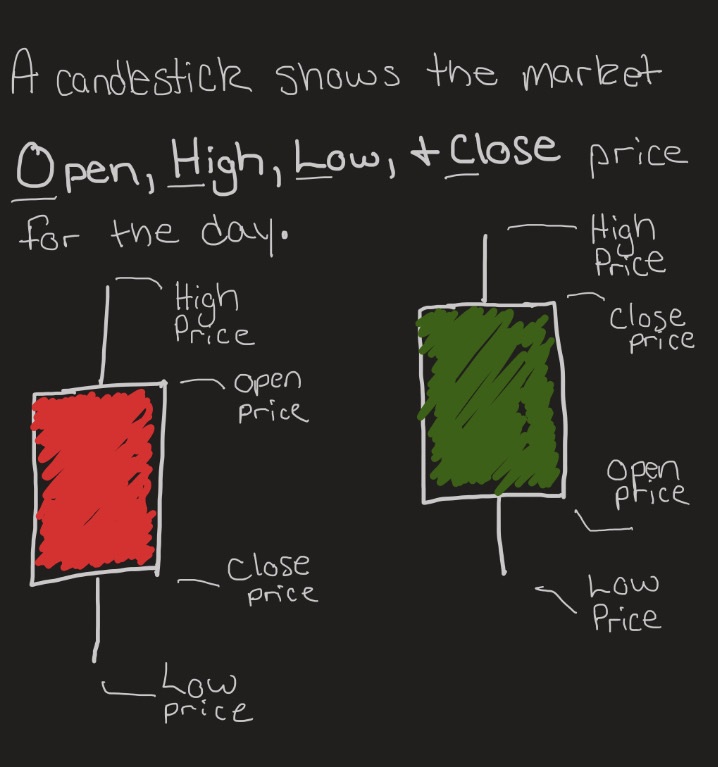 A candlestick shows the market
Open, High, Low, + Close price
for the day.
High
Price
Open
price
Close
price
Low
price
High
Price
Close
price
Open
price
Low
Price